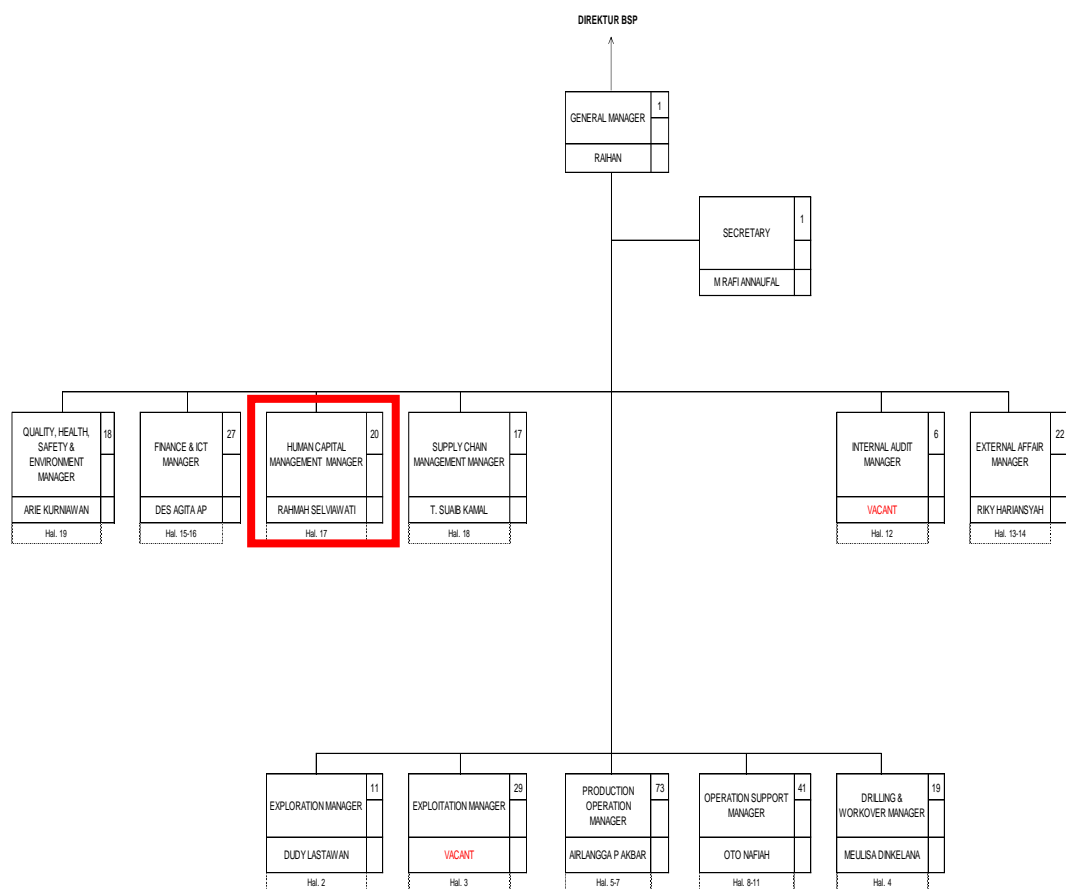 DIREKTUR BSP
GENERAL MANAGER
1
RAIHAN
SECRETARY
1
M RAFI ANNAUFAL
QUALITY, HEALTH,
SAFETY &
ENVIRONMENT
MANAGER
18
ARIE KURNIAWAN
Hal. 19
FINANCE & ICT
MANAGER
27
DES AGITA AP
Hal. 15-16
HUMAN CAPITAL
MANAGEMENT MANAGER
20
RAHMAH SELVIAWATI
Hal. 17
SUPPLY CHAIN
MANAGEMENT MANAGER
17
T. SUAIB KAMAL
Hal. 18
INTERNAL AUDIT
MANAGER
6
VACANT
Hal. 12
EXTERNAL AFFAIR
MANAGER
22
RIKY HARIANSYAH
Hal. 13-14
EXPLORATION MANAGER
11
DUDY LASTAWAN
Hal. 2
EXPLOITATION MANAGER
29
VACANT
Hal. 3
PRODUCTION
OPERATION
MANAGER
73
AIRLANGGA P AKBAR
Hal. 5-7
OPERATION SUPPORT
MANAGER
41
OTO NAFIAH
Hal. 8-11
DRILLING &
WORKOVER MANAGER
19
MEULISA DINKELANA
Hal. 4